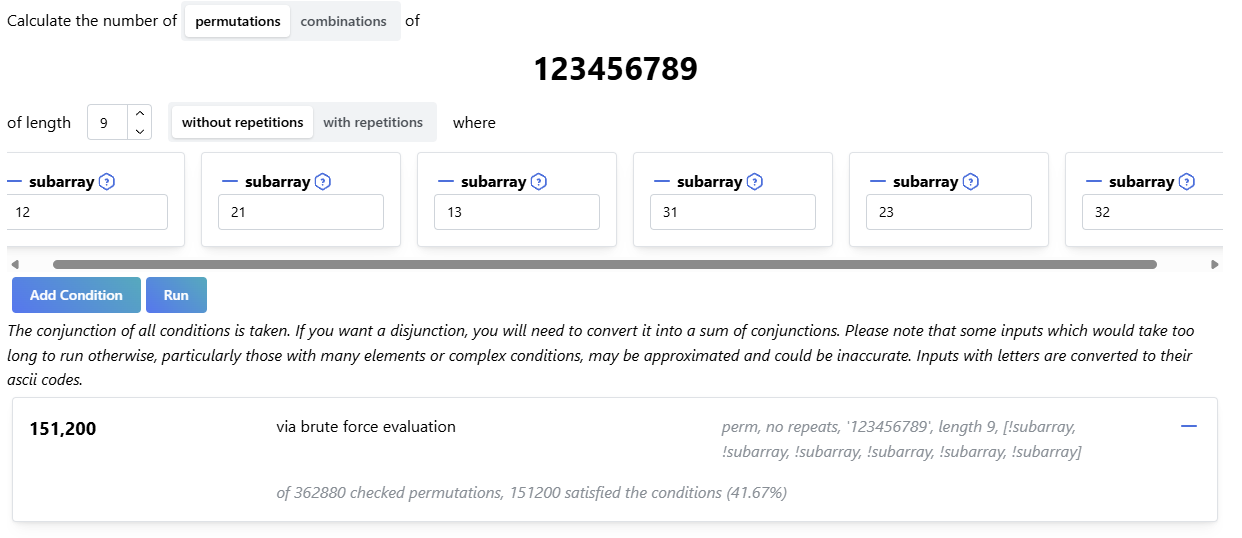 Calculate the number of permutations combinations of
123456789
of length 9 without repetitions with repetitions where
subarray ? subarray ? subarray ? subarray ? subarray ? subarray ?
12 21 13 31 23 32
Add Condition Run
The conjunction of all conditions is taken. If you want a disjunction, you will need to convert it into a sum of conjunctions. Please note that some inputs which would take too
long to run otherwise, particularly those with many elements or complex conditions, may be approximated and could be inaccurate. Inputs with letters are converted to their
ascii codes.
151,200 via brute force evaluation perm, no repeats, '123456789', length 9, [!subarray,
!subarray, !subarray, !subarray, !subarray, !subarray]
of 362880 checked permutations, 151200 satisfied the conditions (41.67%)